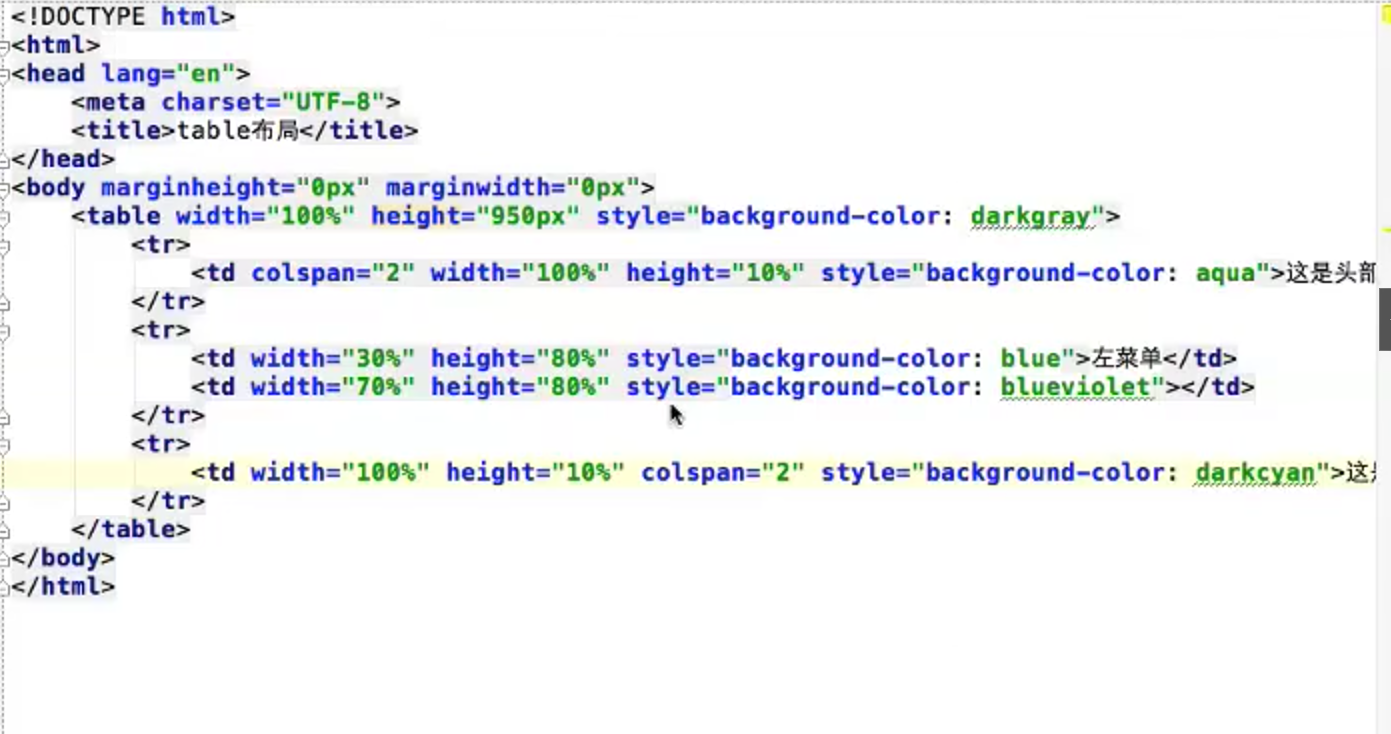 <!DOCTYPE html>
<html>
<head lang="en">
    <meta charset="UTF-8">
    <title>table布局</title>
</head>
<body marginheight="0px" marginwidth="0px">
    <table width="100%" height="950px" style="background-color: darkgray">
        <tr>
            <td colspan="2" width="100%" height="10%" style="background-color: aqua">这是头部
        </tr>
        <tr>
            <td width="30%" height="80%" style="background-color: blue">左菜单</td>
            <td width="70%" height="80%" style="background-color: blueviolet"></td>
        </tr>
        <tr>
            <td width="100%" height="10%" colspan="2" style="background-color: darkcyan">这
        </tr>
    </table>
</body>
</html>